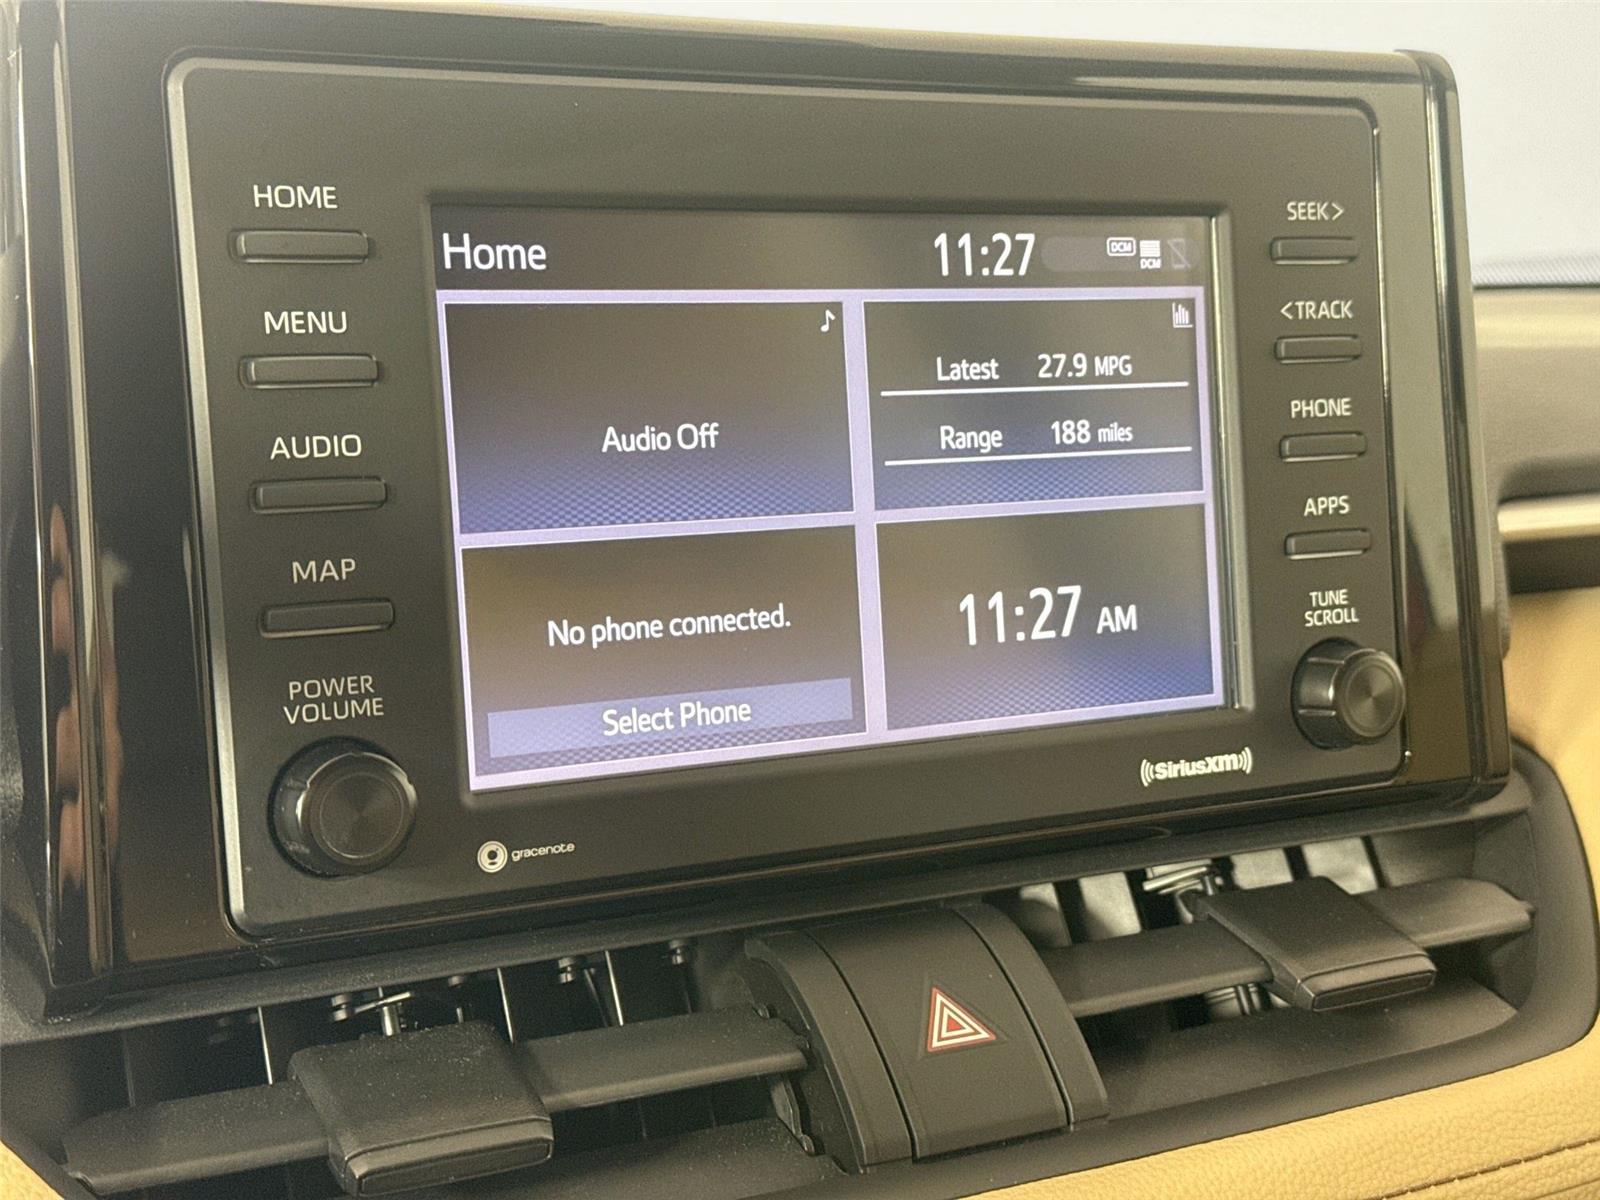 HOME
MENU
AUDIO
MAP
POWER
VOLUME
Home 11:27 DCM DCM
Audio Off
Latest 27.9 MPG
Range 188 miles
No phone connected.
Select Phone
11:27 AM
SEEK>
<TRACK
PHONE
APPS
TUNE
SCROLL
gracenote
((SiriusXM))